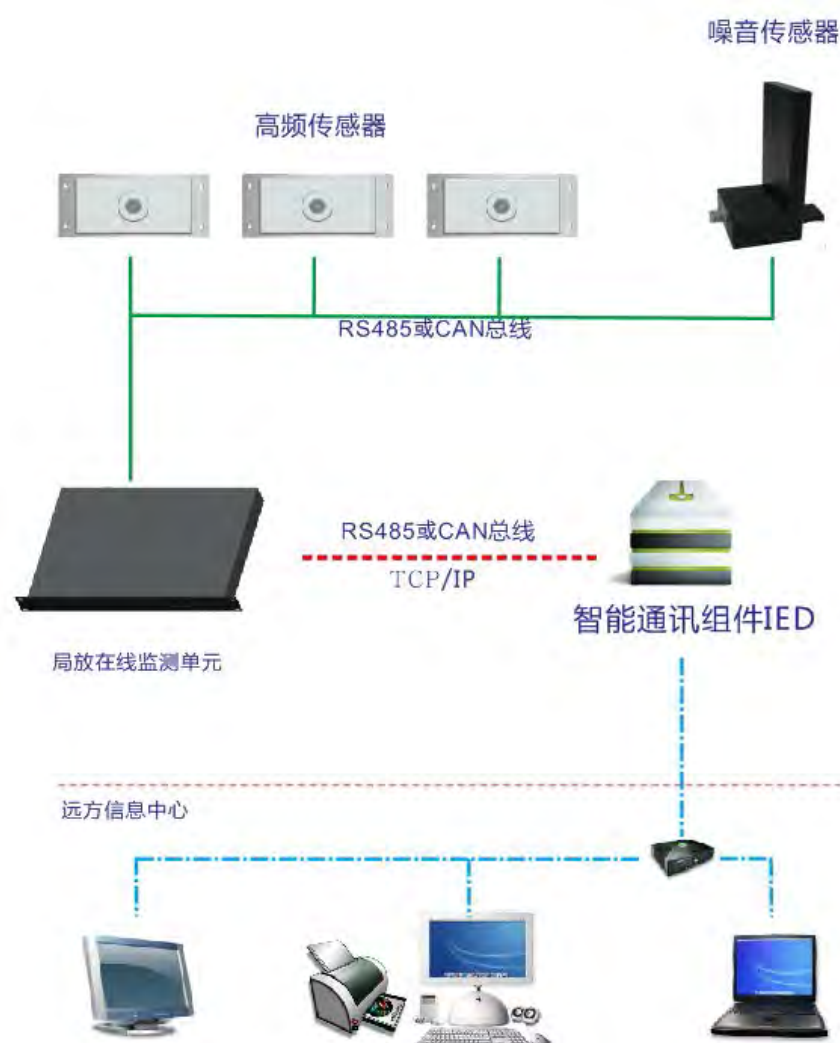 噪音传感器
高频传感器
RS485或CAN总线
RS485或CAN总线
TCP/IP
智能通讯组件IED
局放在线监测单元
远方信息中心